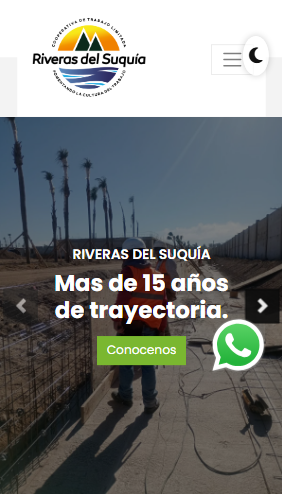 COOPERATIVA DE TRABAJO LIMITADA
Riveras del Suquía
FOMENTANDO LA CULTURA DEL TRABAJO
RIVERAS DEL SUQUÍA
Mas de 15 años
de trayectoria.
Conocenos